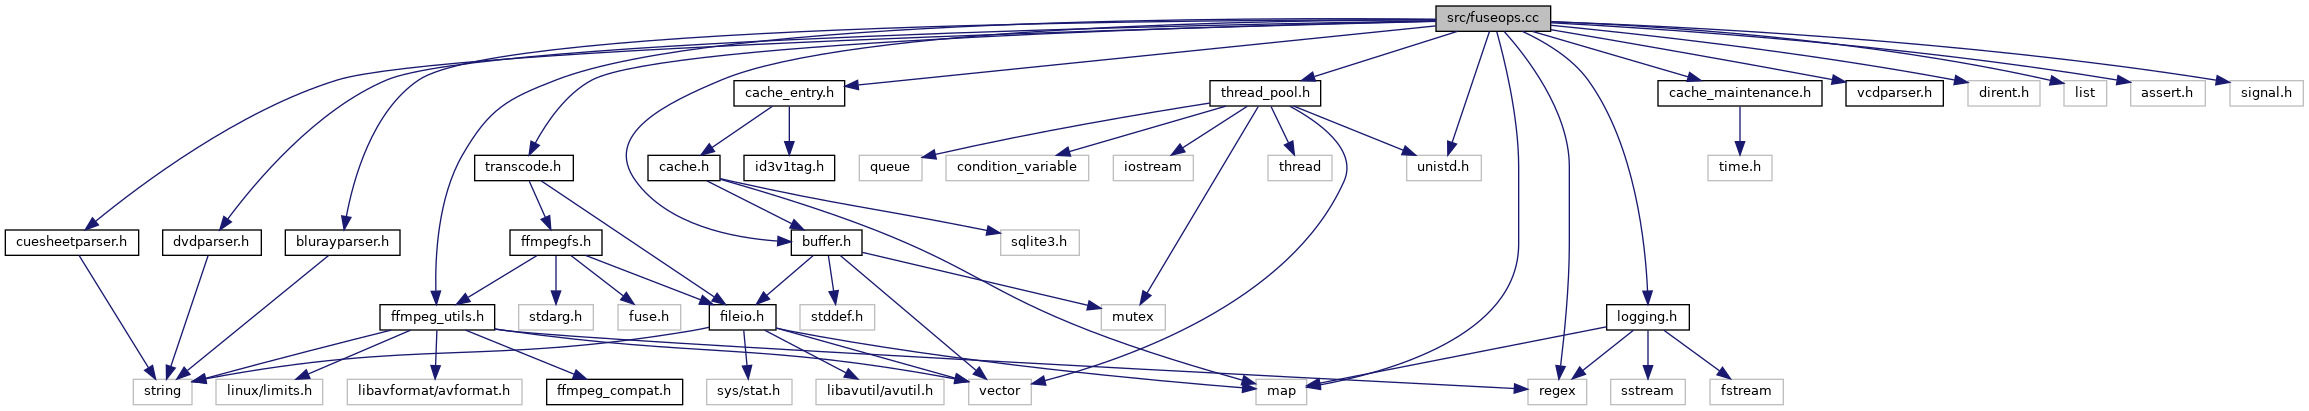 src/fuseops.cc
cache_entry.h
thread_pool.h
cache_maintenance.h
vcdparser.h
dirent.h
list
assert.h
signal.h
transcode.h
cache.h
id3v1tag.h
queue
condition_variable
iostream
thread
unistd.h
time.h
cuesheetparser.h
dvdparser.h
blurayparser.h
ffmpegfs.h
buffer.h
sqlite3.h
ffmpeg_utils.h
stdarg.h
fuse.h
fileio.h
stddef.h
mutex
logging.h
string
linux/limits.h
libavformat/avformat.h
ffmpeg_compat.h
sys/stat.h
libavutil/avutil.h
vector
map
regex
sstream
fstream